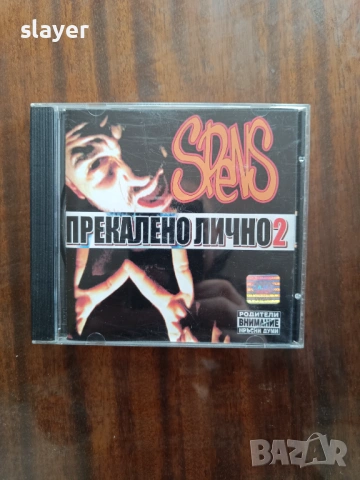 slayer
SPENS
ПРЕКАЛЕНО ЛИЧНО 2
РОДИТЕЛИ
ВНИМАНИЕ
МРЪСНИ ДУМИ
BAZAR